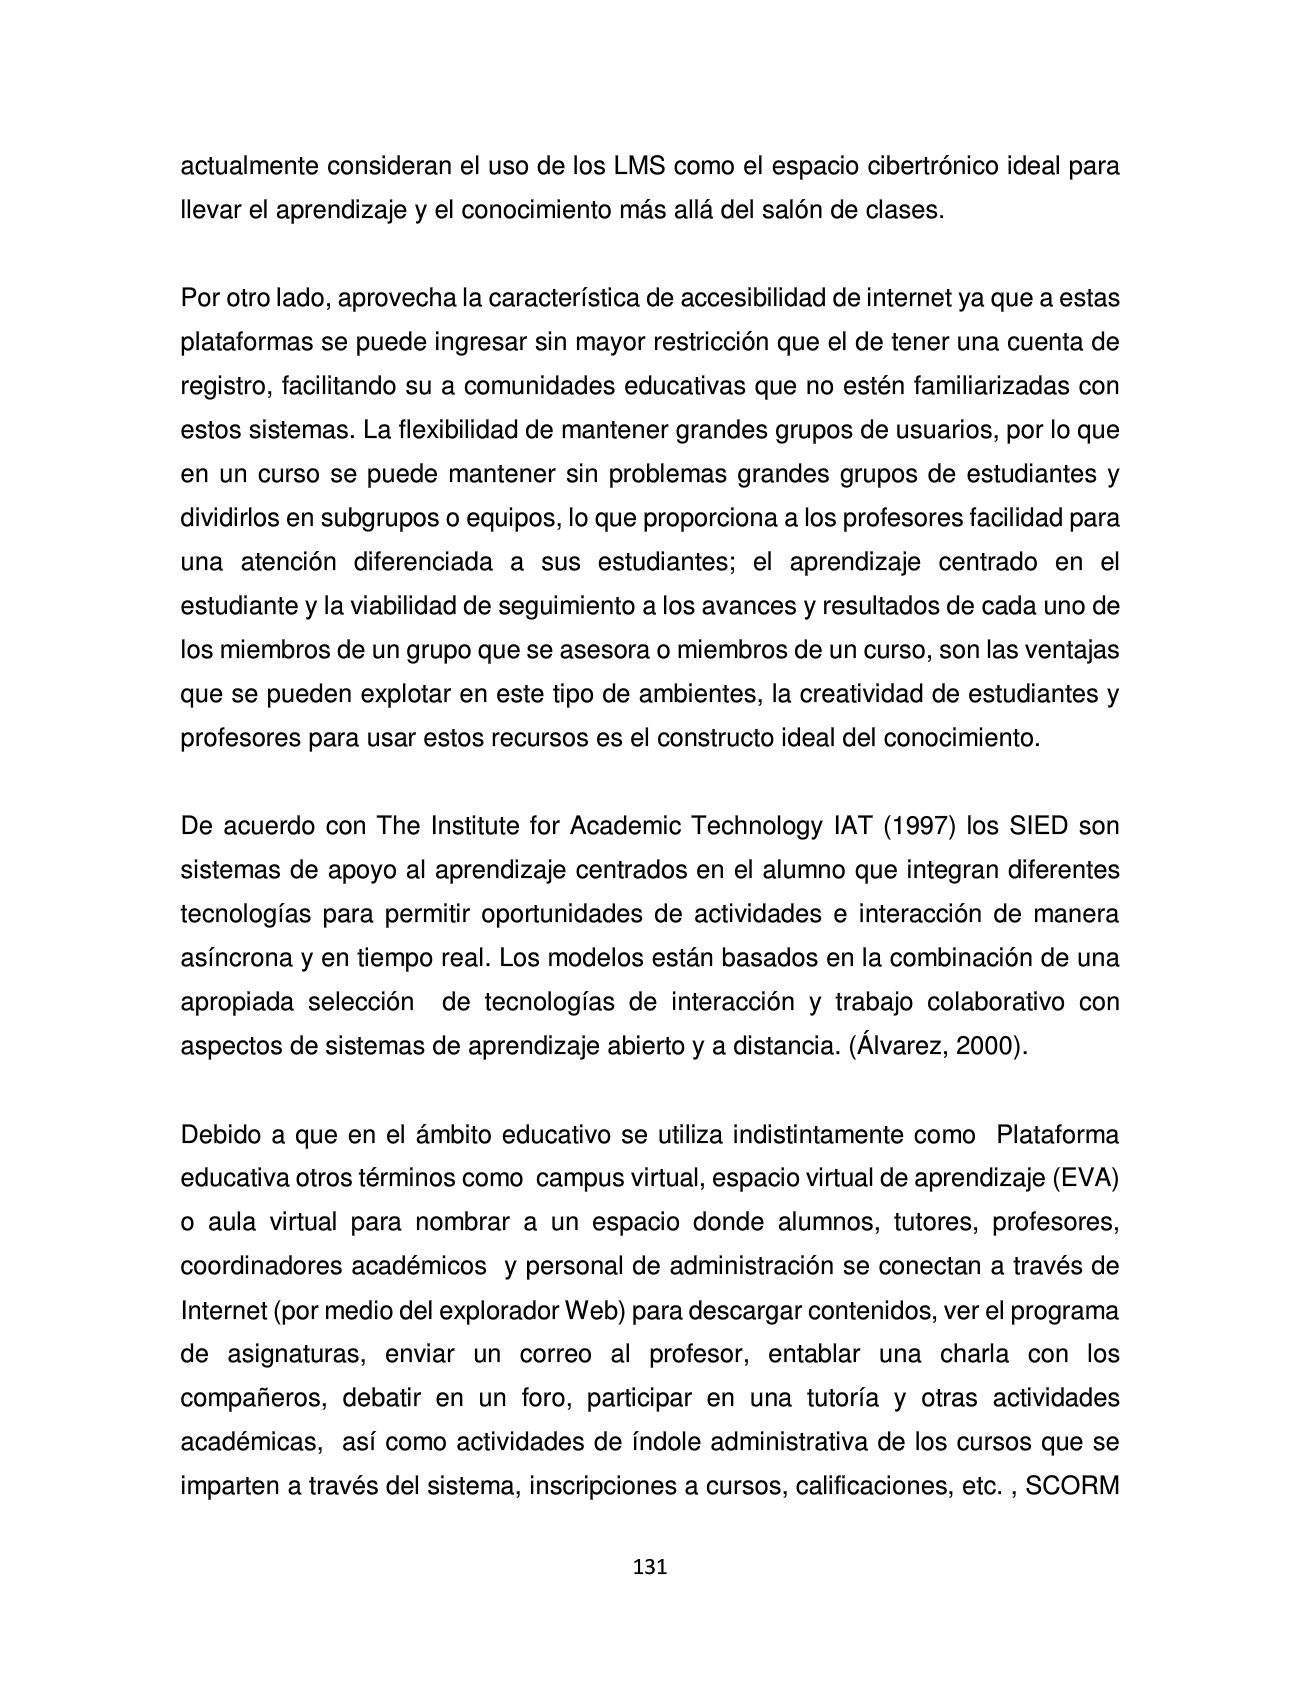 actualmente consideran el uso de los LMS como el espacio cibertrónico ideal para
llevar el aprendizaje y el conocimiento más allá del salón de clases.
Por otro lado, aprovecha la característica de accesibilidad de internet ya que a estas
plataformas se puede ingresar sin mayor restricción que el de tener una cuenta de
registro, facilitando su a comunidades educativas que no estén familiarizadas con
estos sistemas. La flexibilidad de mantener grandes grupos de usuarios, por lo que
en un curso se puede mantener sin problemas grandes grupos de estudiantes y
dividirlos en subgrupos o equipos, lo que proporciona a los profesores facilidad para
una atención diferenciada a sus estudiantes; el aprendizaje centrado en el
estudiante y la viabilidad de seguimiento a los avances y resultados de cada uno de
los miembros de un grupo que se asesora o miembros de un curso, son las ventajas
que se pueden explotar en este tipo de ambientes, la creatividad de estudiantes y
profesores para usar estos recursos es el constructo ideal del conocimiento.
De acuerdo con The Institute for Academic Technology IAT (1997) los SIED son
sistemas de apoyo al aprendizaje centrados en el alumno que integran diferentes
tecnologías para permitir oportunidades de actividades e interacción de manera
asíncrona y en tiempo real. Los modelos están basados en la combinación de una
apropiada selección  de tecnologías de interacción y trabajo colaborativo con
aspectos de sistemas de aprendizaje abierto y a distancia. (Álvarez, 2000).
Debido a que en el ámbito educativo se utiliza indistintamente como  Plataforma
educativa otros términos como  campus virtual, espacio virtual de aprendizaje (EVA)
o aula virtual para nombrar a un espacio donde alumnos, tutores, profesores,
coordinadores académicos  y personal de administración se conectan a través de
Internet (por medio del explorador Web) para descargar contenidos, ver el programa
de asignaturas, enviar un correo al profesor, entablar una charla con los
compañeros, debatir en un foro, participar en una tutoría y otras actividades
académicas,  así como actividades de índole administrativa de los cursos que se
imparten a través del sistema, inscripciones a cursos, calificaciones, etc. , SCORM
131